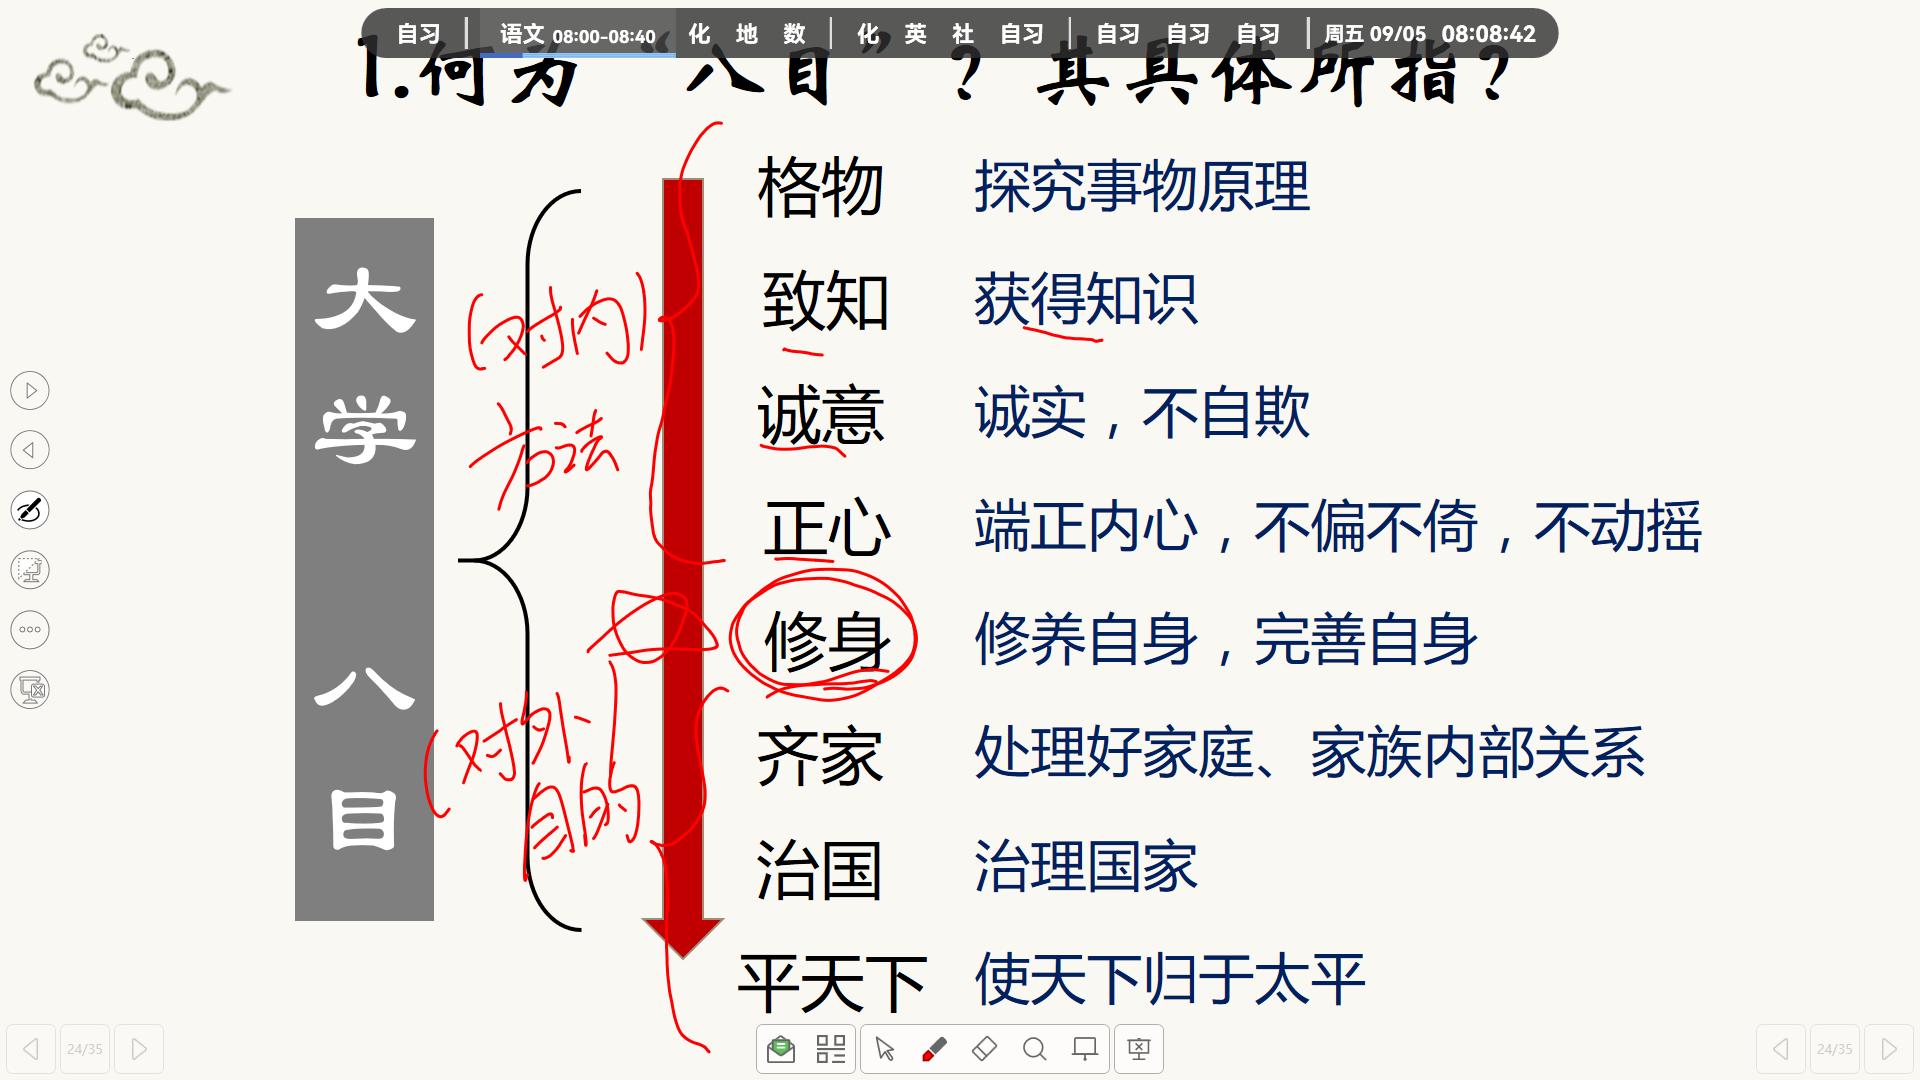 自习 | 语文 08:00-08:40 化 地 数 | 化 英 社 自习 | 自习 自习 自习 | 周五 09/05 08:08:42
1.何为“八目”?其具体所指?
大学 八目
(对内)
方法
(对外
目的
格物 探究事物原理
致知 获得知识
诚意 诚实，不自欺
正心 端正内心，不偏不倚，不动摇
修身 修养自身，完善自身
齐家 处理好家庭、家族内部关系
治国 治理国家
平天下 使天下归于太平
24/35
24/35